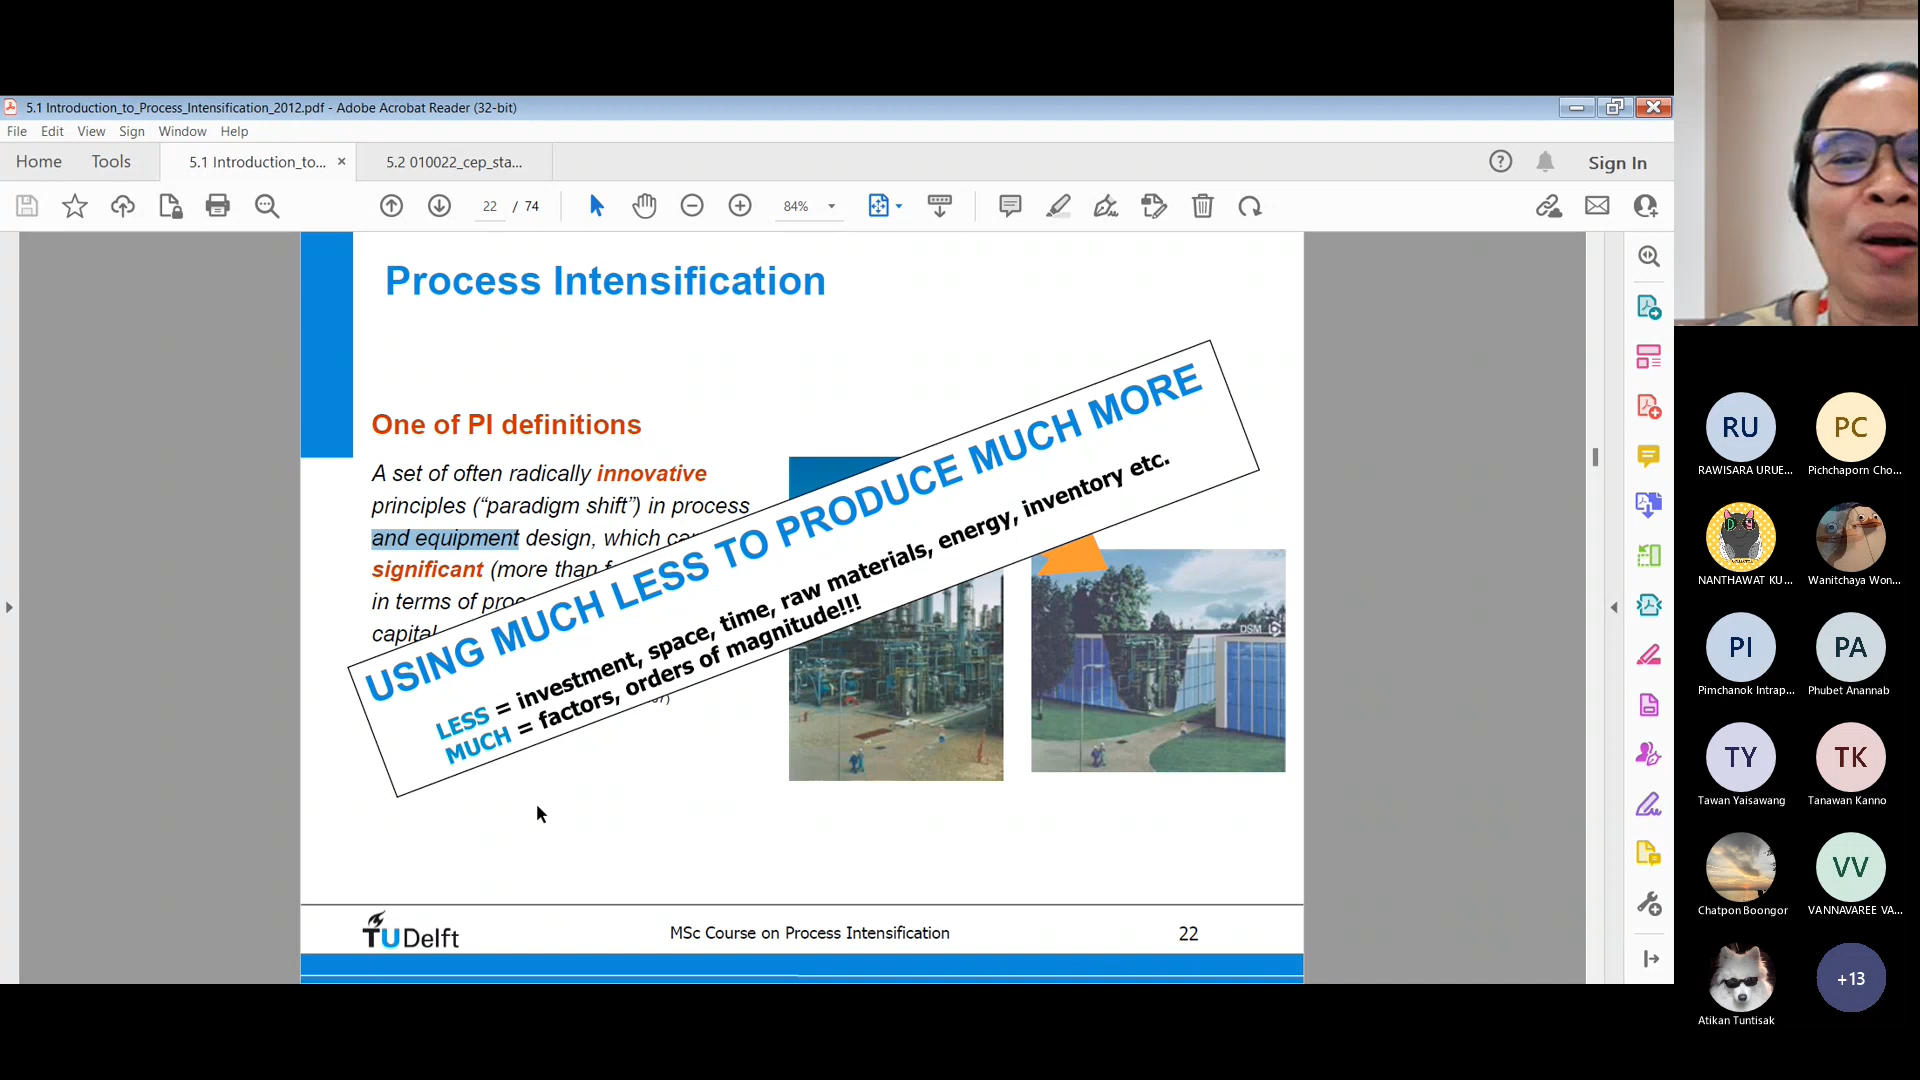 5.1 Introduction_to_Process_Intensification_2012.pdf - Adobe Acrobat Reader (32-bit)
File Edit View Sign Window Help
Home Tools 5.1 Introduction_to... × 5.2 010022_cep_sta... Sign In
22 / 74 84%
Process Intensification
One of PI definitions
A set of often radically innovative
principles (“paradigm shift”) in process
and equipment design, which
significant (more than
in terms of
USING MUCH LESS TO PRODUCE MUCH MORE
LESS = investment, space, time, raw materials, energy, inventory etc.
MUCH = factors, orders of magnitude!!!
DSM
TUDelft
MSc Course on Process Intensification
22
RU PC
RAWISARA URUE... Pichchaporn Cho...
NANTHAWAT KU... Wanitchaya Won...
PI PA
Pimchanok Intrap... Phubet Anannab
TY TK
Tawan Yaisawang Tanawan Kanno
VV
Chatpon Boongor VANNAVAREE VA...
+13
Atikan Tuntisak